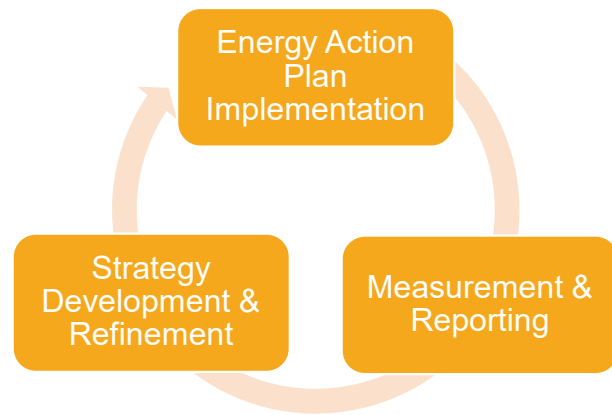 Energy Action
Plan
Implementation
Measurement &
Reporting
Strategy
Development &
Refinement